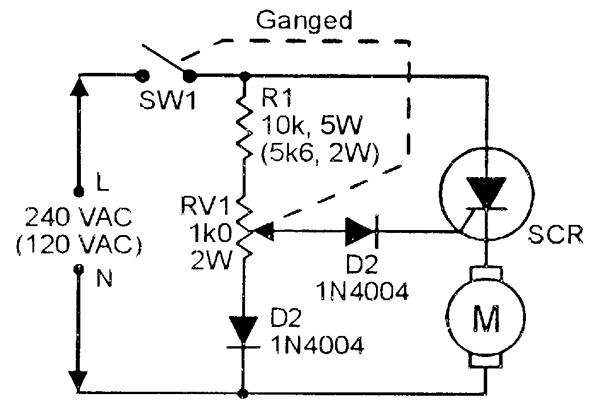 Ganged
SW1
R1
10k, 5W
(5k6, 2W)
L
240 VAC
(120 VAC)
N
RV1
1k0
2W
D2
1N4004
SCR
D2
1N4004
M